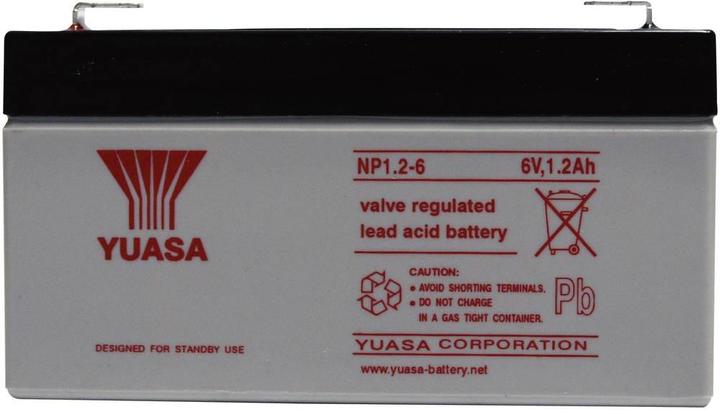 YUASA
DESIGNED FOR STANDBY USE
NP1.2-6 6V,1.2Ah
valve regulated
lead acid battery
CAUTION:
• AVOID SHORTING TERMINALS.
• DO NOT CHARGE
IN A GAS TIGHT CONTAINER.
Pb
YUASA CORPORATION
www.yuasa-battery.net